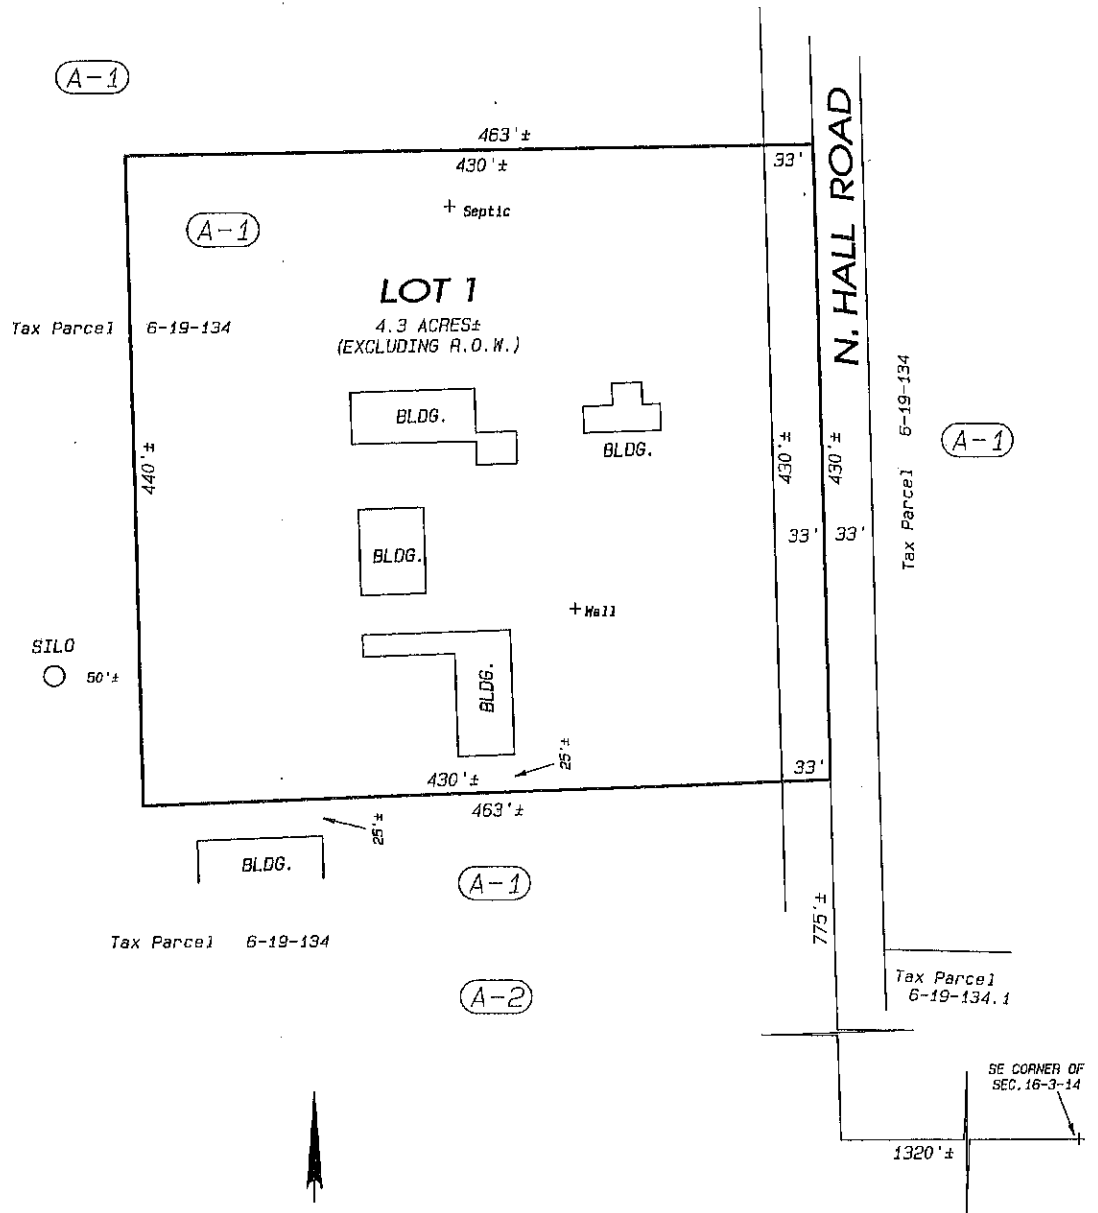 A-1
463'±
430'±
33'
+ Septic
A-1
N. HALL ROAD
LOT 1
4.3 ACRES±
(EXCLUDING R.O.W.)
Tax Parcel 6-19-134
BLDG.
BLDG.
Tax Parcel 6-19-134
A-1
440'±
430'±
430'±
33'
33'
BLDG.
+ Well
SILO
50'±
BLDG.
25'±
430'±
33'
463'±
25'±
BLDG.
A-1
775'±
Tax Parcel 6-19-134
A-2
Tax Parcel
6-19-134.1
SE CORNER OF
SEC.16-3-14
1320'±